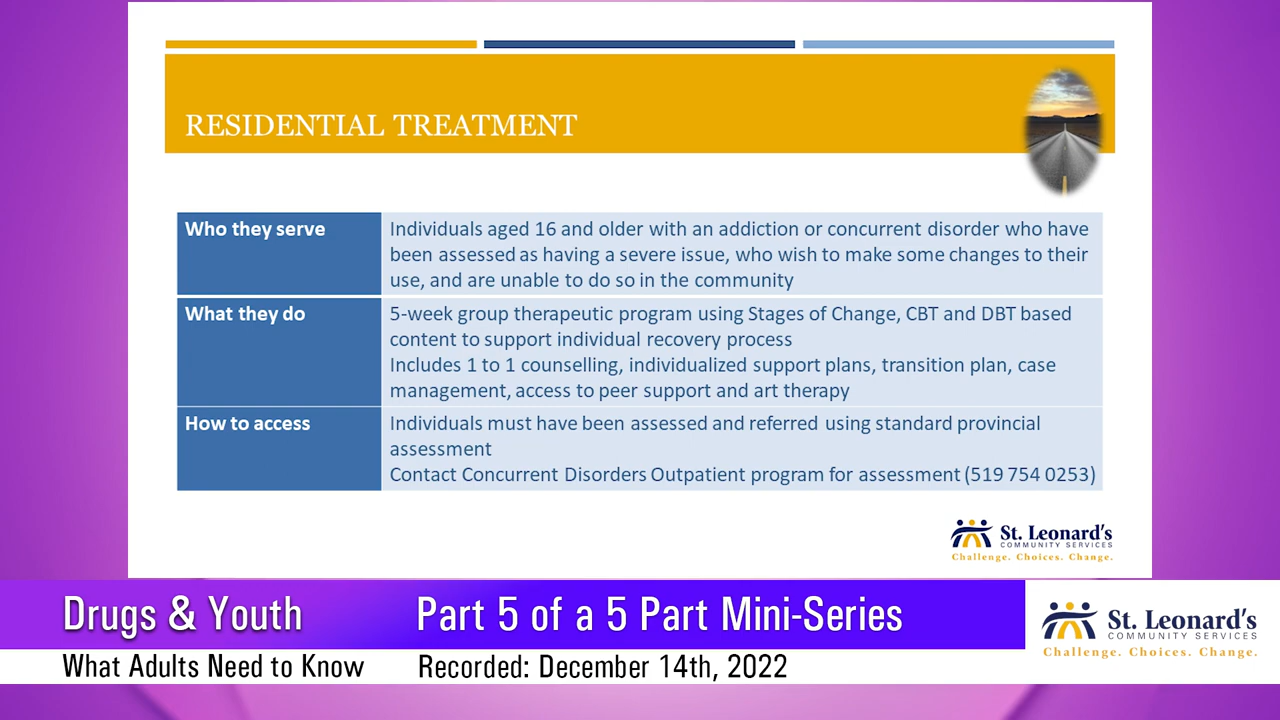 RESIDENTIAL TREATMENT
Who they serve
Individuals aged 16 and older with an addiction or concurrent disorder who have
been assessed as having a severe issue, who wish to make some changes to their
use, and are unable to do so in the community
What they do
5-week group therapeutic program using Stages of Change, CBT and DBT based
content to support individual recovery process
Includes 1 to 1 counselling, individualized support plans, transition plan, case
management, access to peer support and art therapy
How to access
Individuals must have been assessed and referred using standard provincial
assessment
Contact Concurrent Disorders Outpatient program for assessment (519 754 0253)
St. Leonard's
COMMUNITY SERVICES
Challenge. Choices. Change.
Drugs & Youth
Part 5 of a 5 Part Mini-Series
What Adults Need to Know
Recorded: December 14th, 2022
St. Leonard's
COMMUNITY SERVICES
Challenge. Choices. Change.